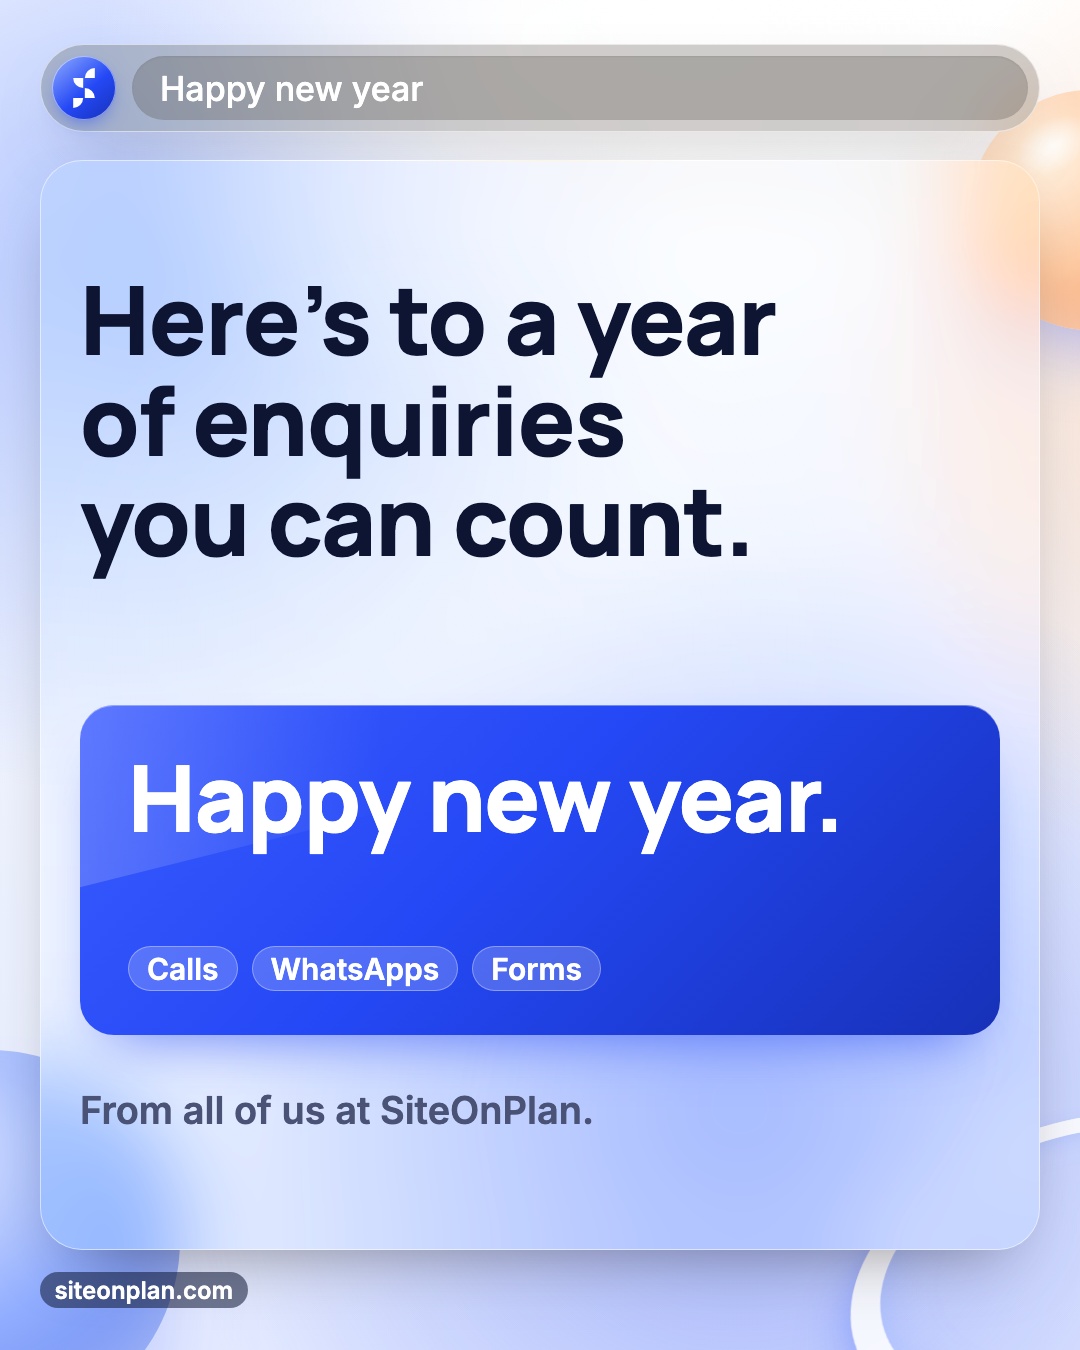 Happy new year
Here’s to a year
of enquiries
you can count.
Happy new year.
Calls WhatsApps Forms
From all of us at SiteOnPlan.
siteonplan.com